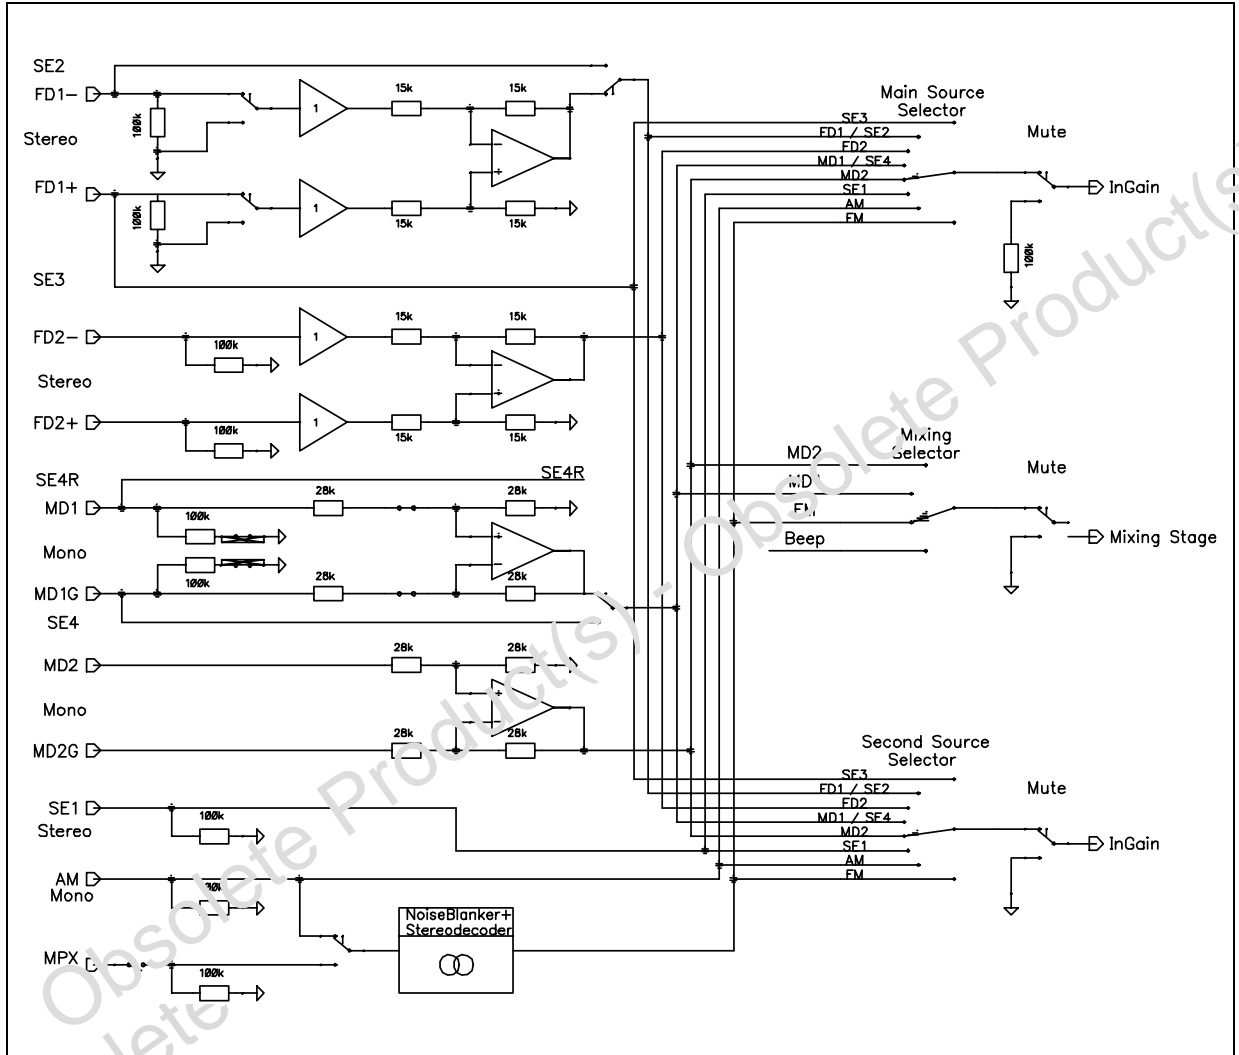 SE2
FD1-
Stereo
FD1+
SE3
100k
100k
1
1
15k
15k
15k
15k
FD2-
Stereo
FD2+
100k
100k
1
1
15k
15k
15k
15k
SE4R
MD1
Mono
MD1G
SE4
SE4R
100k
100k
28k
28k
28k
28k
MD2
Mono
MD2G
28k
28k
28k
28k
SE1
Stereo
100k
AM
Mono
MPX
100k
NoiseBlanker+
Stereodecoder
Main Source
Selector
SE3
FD1 / SE2
FD2
MD1 / SE4
MD2
SE1
AM
FM
Mute
InGain
100k
Mixing
Selector
MD2
FM
Beep
Mute
Mixing Stage
Second Source
Selector
SE3
FD1 / SE2
FD2
MD1 / SE4
MD2
SE1
AM
FM
Mute
InGain
Obsolete Product(s) - Obsolete Product(s)